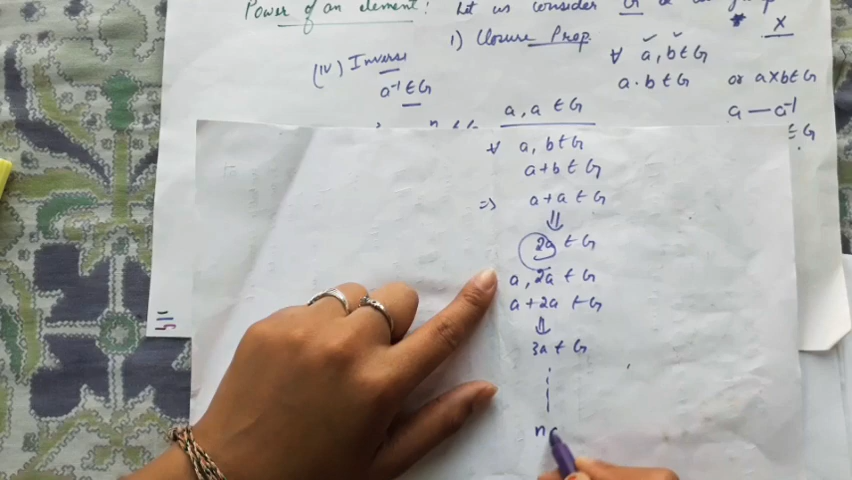 Power of an element: Let us consider G
*
X
1) Closure Prop.
∀ a, b ∈ G
(IV) Inverse
a · b ∈ G or a × b ∈ G
a⁻¹ ∈ G
a — a⁻¹
a, a ∈ G
∈ G
∀ a, b ∈ G
a + b ∈ G
⇒ a + a ∈ G
⇓
2a ∈ G
a, 2a ∈ G
a + 2a ∈ G
⇓
3a ∈ G
n